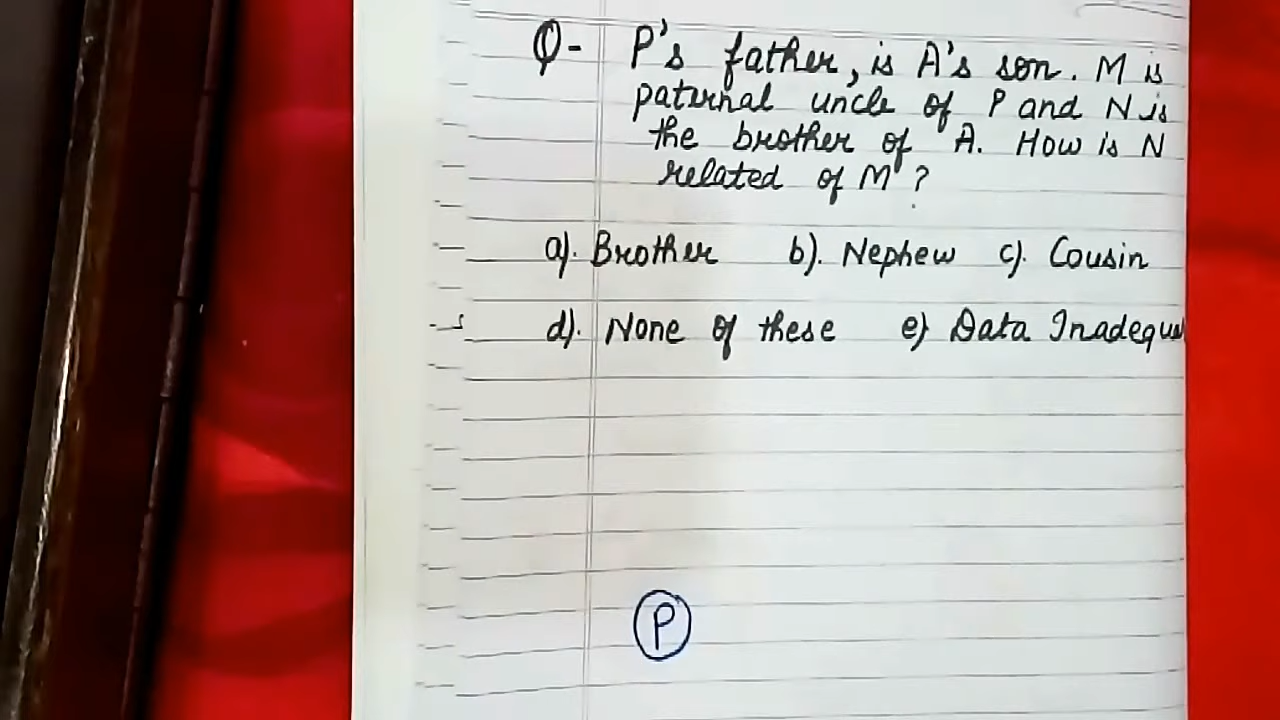 Q- P's father, is A's son. M is
paternal uncle of P and N is
the brother of A. How is N
related of M ?
a). Brother b). Nephew c). Cousin
d). None of these e) Data Inadequ
P